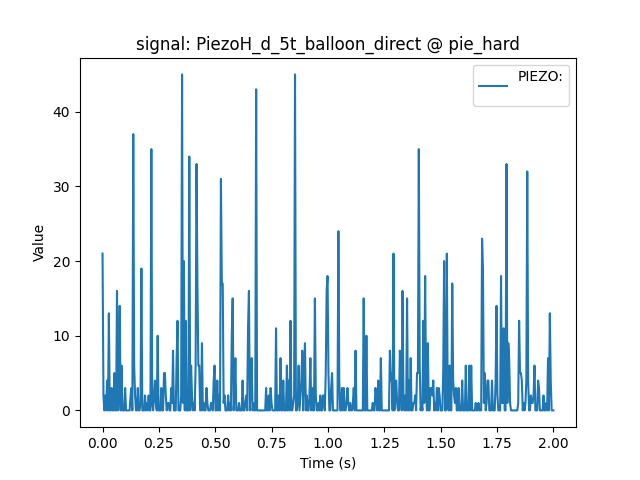 signal: PiezoH_d_5t_balloon_direct @ pie_hard
PIEZO:
Value
40
30
20
10
0
0.00 0.25 0.50 0.75 1.00 1.25 1.50 1.75 2.00
Time (s)